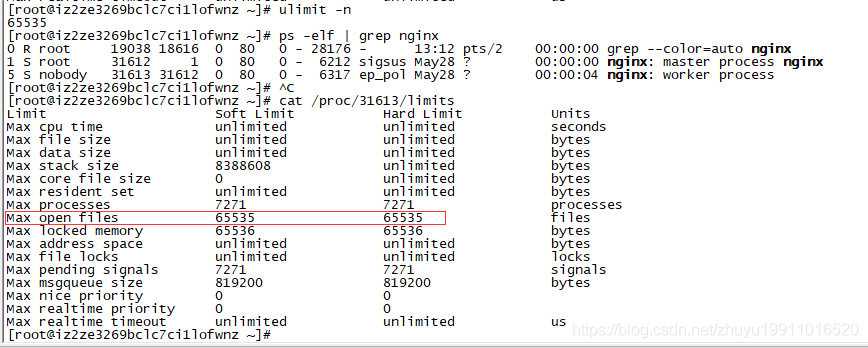 [root@iz2ze3269bclc7ci1lofwnz ~]# ulimit -n
65535
[root@iz2ze3269bclc7ci1lofwnz ~]# ps -elf | grep nginx
0 R root     19038 18616  0  80   0 - 28176 -      13:12 pts/2    00:00:00 grep --color=auto nginx
1 S root     31612     1  0  80   0 -  6212 sigsus May28 ?        00:00:00 nginx: master process nginx
5 S nobody   31613 31612  0  80   0 -  6317 ep_pol May28 ?        00:00:04 nginx: worker process
[root@iz2ze3269bclc7ci1lofwnz ~]# ^C
[root@iz2ze3269bclc7ci1lofwnz ~]# cat /proc/31613/limits
Limit                     Soft Limit           Hard Limit           Units
Max cpu time              unlimited            unlimited            seconds
Max file size             unlimited            unlimited            bytes
Max data size             unlimited            unlimited            bytes
Max stack size            8388608              unlimited            bytes
Max core file size        0                    unlimited            bytes
Max resident set          unlimited            unlimited            bytes
Max processes             7271                 7271                 processes
Max open files            65535                65535                files
Max locked memory         65536                65536                bytes
Max address space         unlimited            unlimited            bytes
Max file locks            unlimited            unlimited            locks
Max pending signals       7271                 7271                 signals
Max msgqueue size         819200               819200               bytes
Max nice priority         0                    0
Max realtime priority     0                    0
Max realtime timeout      unlimited            unlimited            us
[root@iz2ze3269bclc7ci1lofwnz ~]#
https://blog.csdn.net/zhuyu19911016520